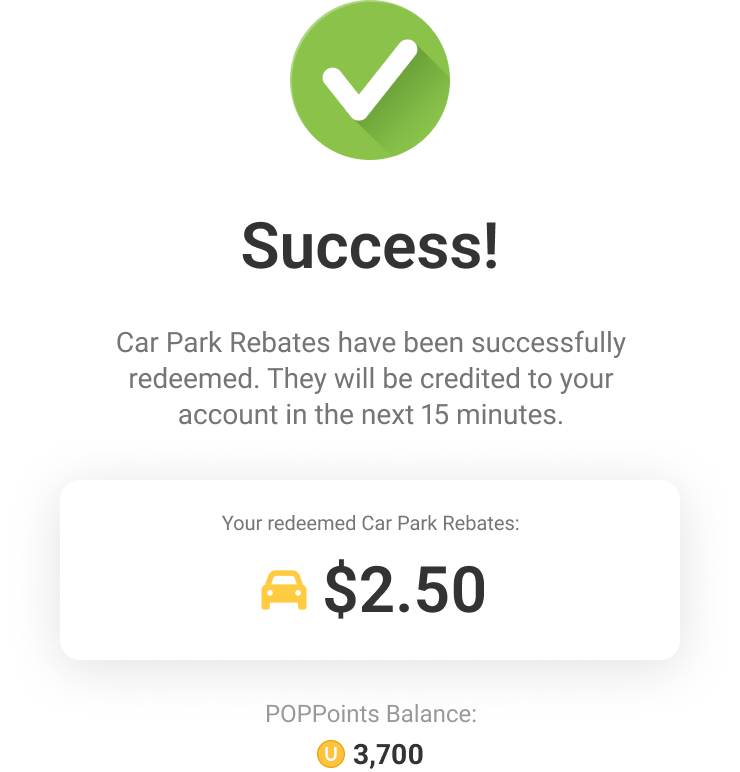 Success!
Car Park Rebates have been successfully
redeemed. They will be credited to your
account in the next 15 minutes.
Your redeemed Car Park Rebates:
$2.50
POPPoints Balance:
U 3,700